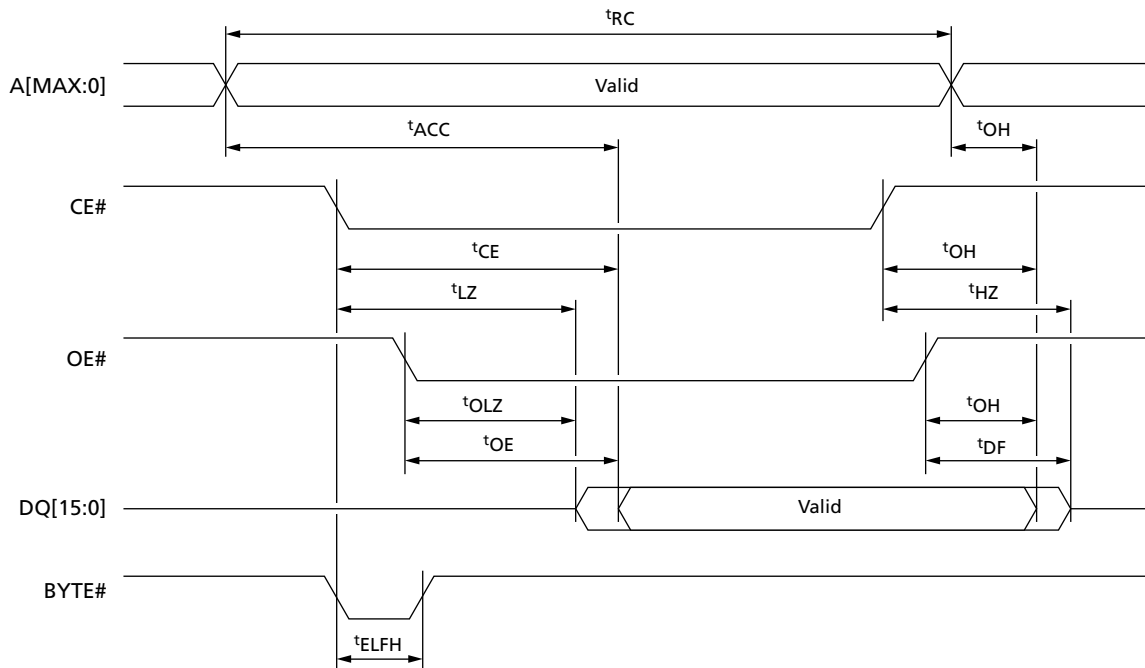 tRC
A[MAX:0]
Valid
tACC
tOH
CE#
tCE
tOH
tLZ
tHZ
OE#
tOLZ
tOH
tOE
tDF
DQ[15:0]
Valid
BYTE#
tELFH